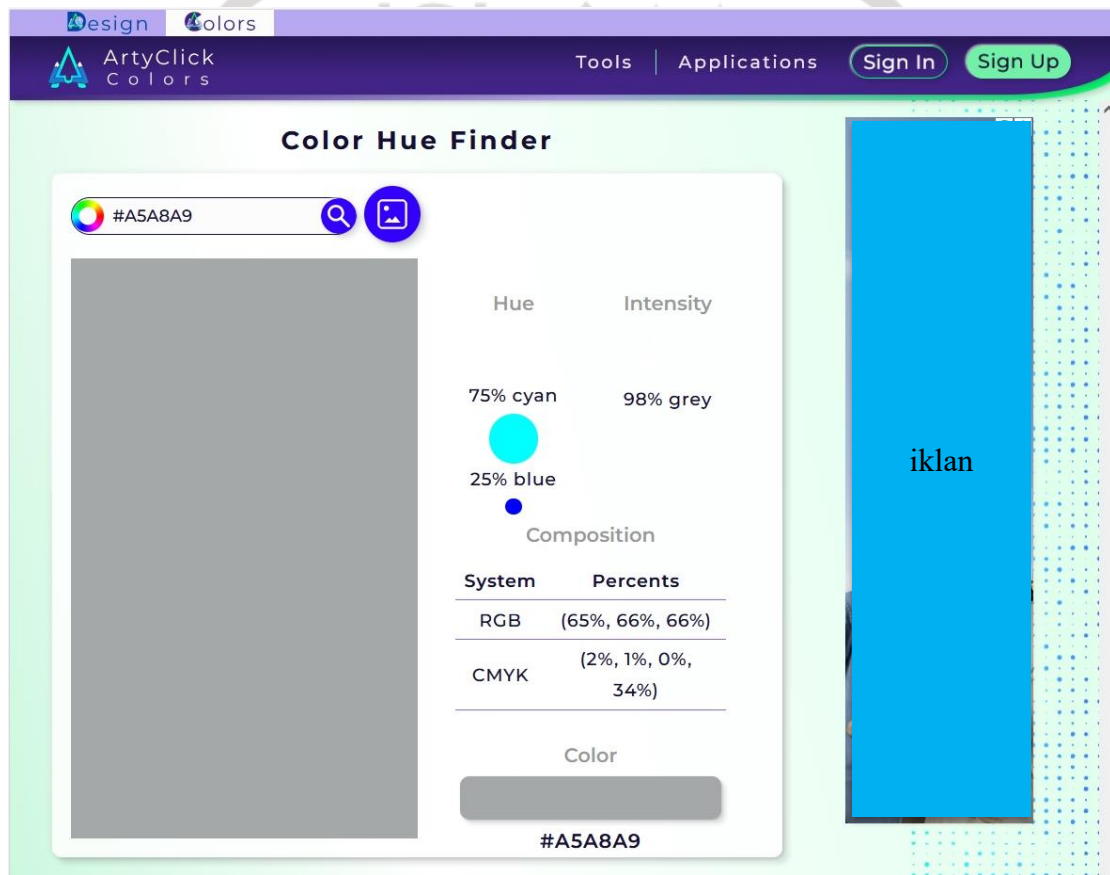 Design Colors
ArtyClick
Colors
Tools Applications Sign In Sign Up
Color Hue Finder
#A5A8A9
Hue Intensity
75% cyan 98% grey
25% blue
Composition
System Percents
RGB (65%, 66%, 66%)
CMYK (2%, 1%, 0%,
34%)
Color
#A5A8A9
iklan